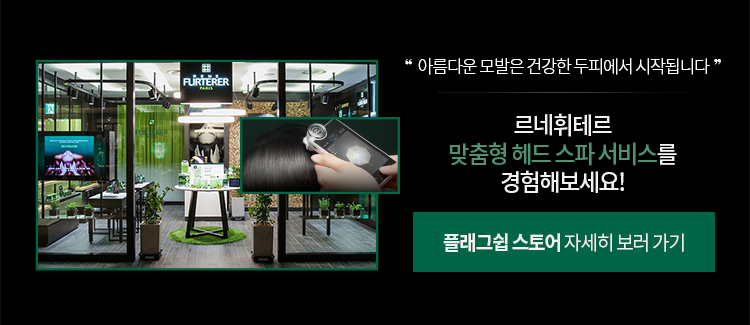 RENE
FURTERER
PARIS
“ 아름다운 모발은 건강한 두피에서 시작됩니다 ”
르네휘테르
맞춤형 헤드 스파 서비스를
경험해보세요!
플래그쉽 스토어 자세히 보러 가기